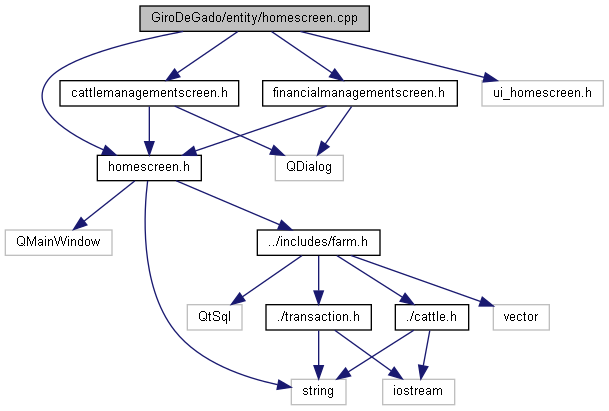 GiroDeGado/entity/homescreen.cpp
cattlemanagementscreen.h
financialmanagementscreen.h
ui_homescreen.h
homescreen.h
QDialog
QMainWindow
../includes/farm.h
QtSql
./transaction.h
./cattle.h
vector
string
iostream